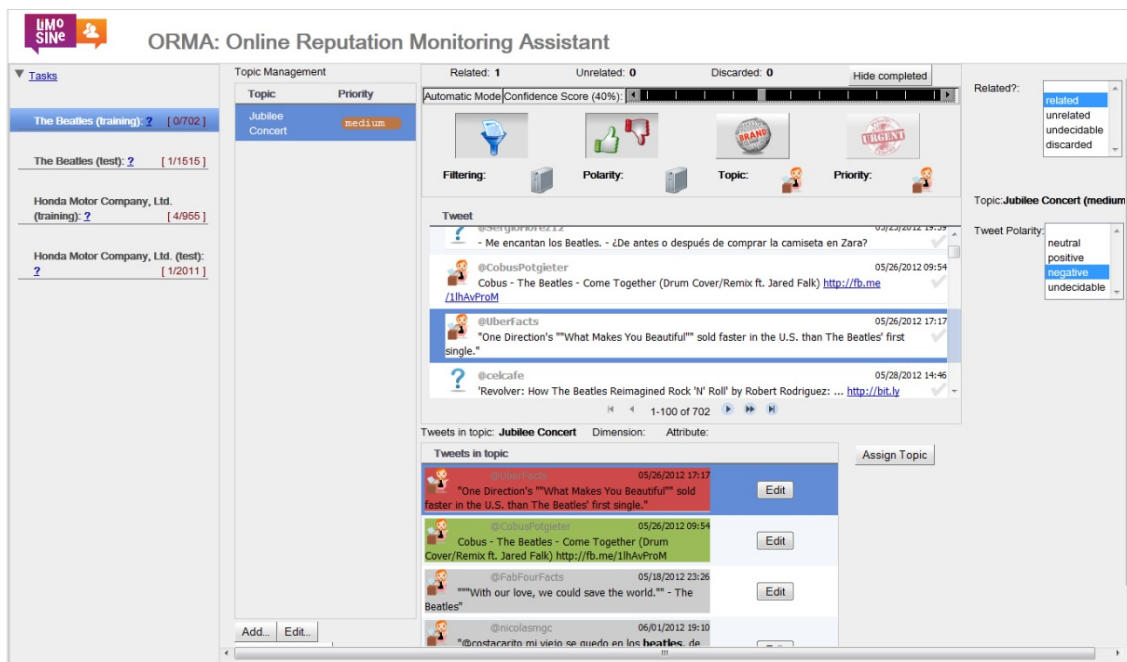 LiMO
SINe
ORMA: Online Reputation Monitoring Assistant
Tasks
The Beatles (training): ? [ 0/702 ]
The Beatles (test): ? [ 1/1515 ]
Honda Motor Company, Ltd.
(training): ? [ 4/955 ]
Honda Motor Company, Ltd. (test):
? [ 1/2011 ]
Topic Management
Topic Priority
Jubilee
Concert
medium
Add... Edit...
Related: 1 Unrelated: 0 Discarded: 0 Hide completed
Automatic Mode Confidence Score (40%):
BRAND
URGENT
Filtering: Polarity: Topic: Priority:
Tweet
@SergioFlorez12 05/25/2012 19:59
- Me encantan los Beatles. - ¿De antes o después de comprar la camiseta en Zara?
@CobusPotgieter 05/26/2012 09:54
Cobus - The Beatles - Come Together (Drum Cover/Remix ft. Jared Falk) http://fb.me
/1lhAvProM
@UberFacts 05/26/2012 17:17
"One Direction's ""What Makes You Beautiful"" sold faster in the U.S. than The Beatles' first
single."
@celcafe 05/28/2012 14:46
'Revolver: How The Beatles Reimagined Rock 'N' Roll' by Robert Rodriguez: ... http://bit.ly
1-100 of 702
Tweets in topic: Jubilee Concert Dimension: Attribute:
Tweets in topic
Assign Topic
@UberFacts 05/26/2012 17:17
"One Direction's ""What Makes You Beautiful"" sold
faster in the U.S. than The Beatles' first single."
Edit
@CobusPotgieter 05/26/2012 09:54
Cobus - The Beatles - Come Together (Drum
Cover/Remix ft. Jared Falk) http://fb.me/1lhAvProM
Edit
@FabFourFacts 05/18/2012 23:26
"""With our love, we could save the world."" - The
Beatles"
Edit
@nicolasmgc 06/01/2012 19:10
"@costacarito mi viejo se quedo en los beatles, de
Edit
Related?:
related
unrelated
undecidable
discarded
Topic:Jubilee Concert (medium
Tweet Polarity:
neutral
positive
negative
undecidable